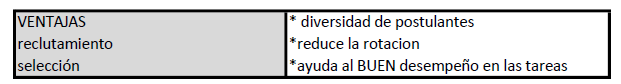 VENTAJAS * diversidad de postulantes
reclutamiento *reduce la rotacion
selección *ayuda al BUEN desempeño en las tareas